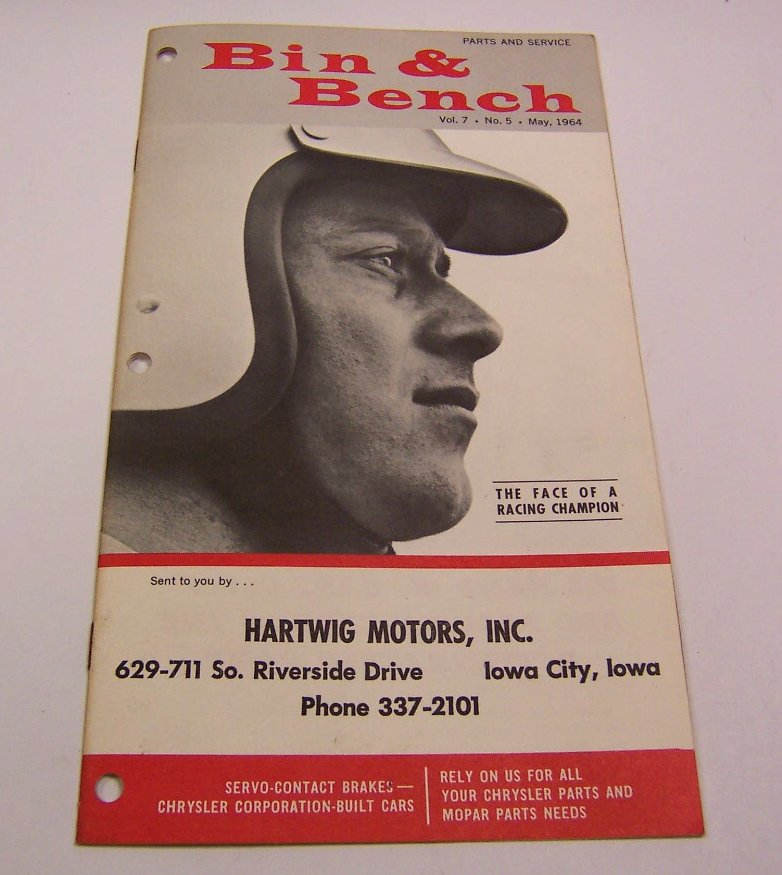 PARTS AND SERVICE
Bin &
Bench
Vol. 7 • No. 5 • May, 1964
THE FACE OF A
RACING CHAMPION
Sent to you by . . .
HARTWIG MOTORS, INC.
629-711 So. Riverside Drive Iowa City, Iowa
Phone 337-2101
SERVO-CONTACT BRAKES—
CHRYSLER CORPORATION-BUILT CARS
RELY ON US FOR ALL
YOUR CHRYSLER PARTS AND
MOPAR PARTS NEEDS